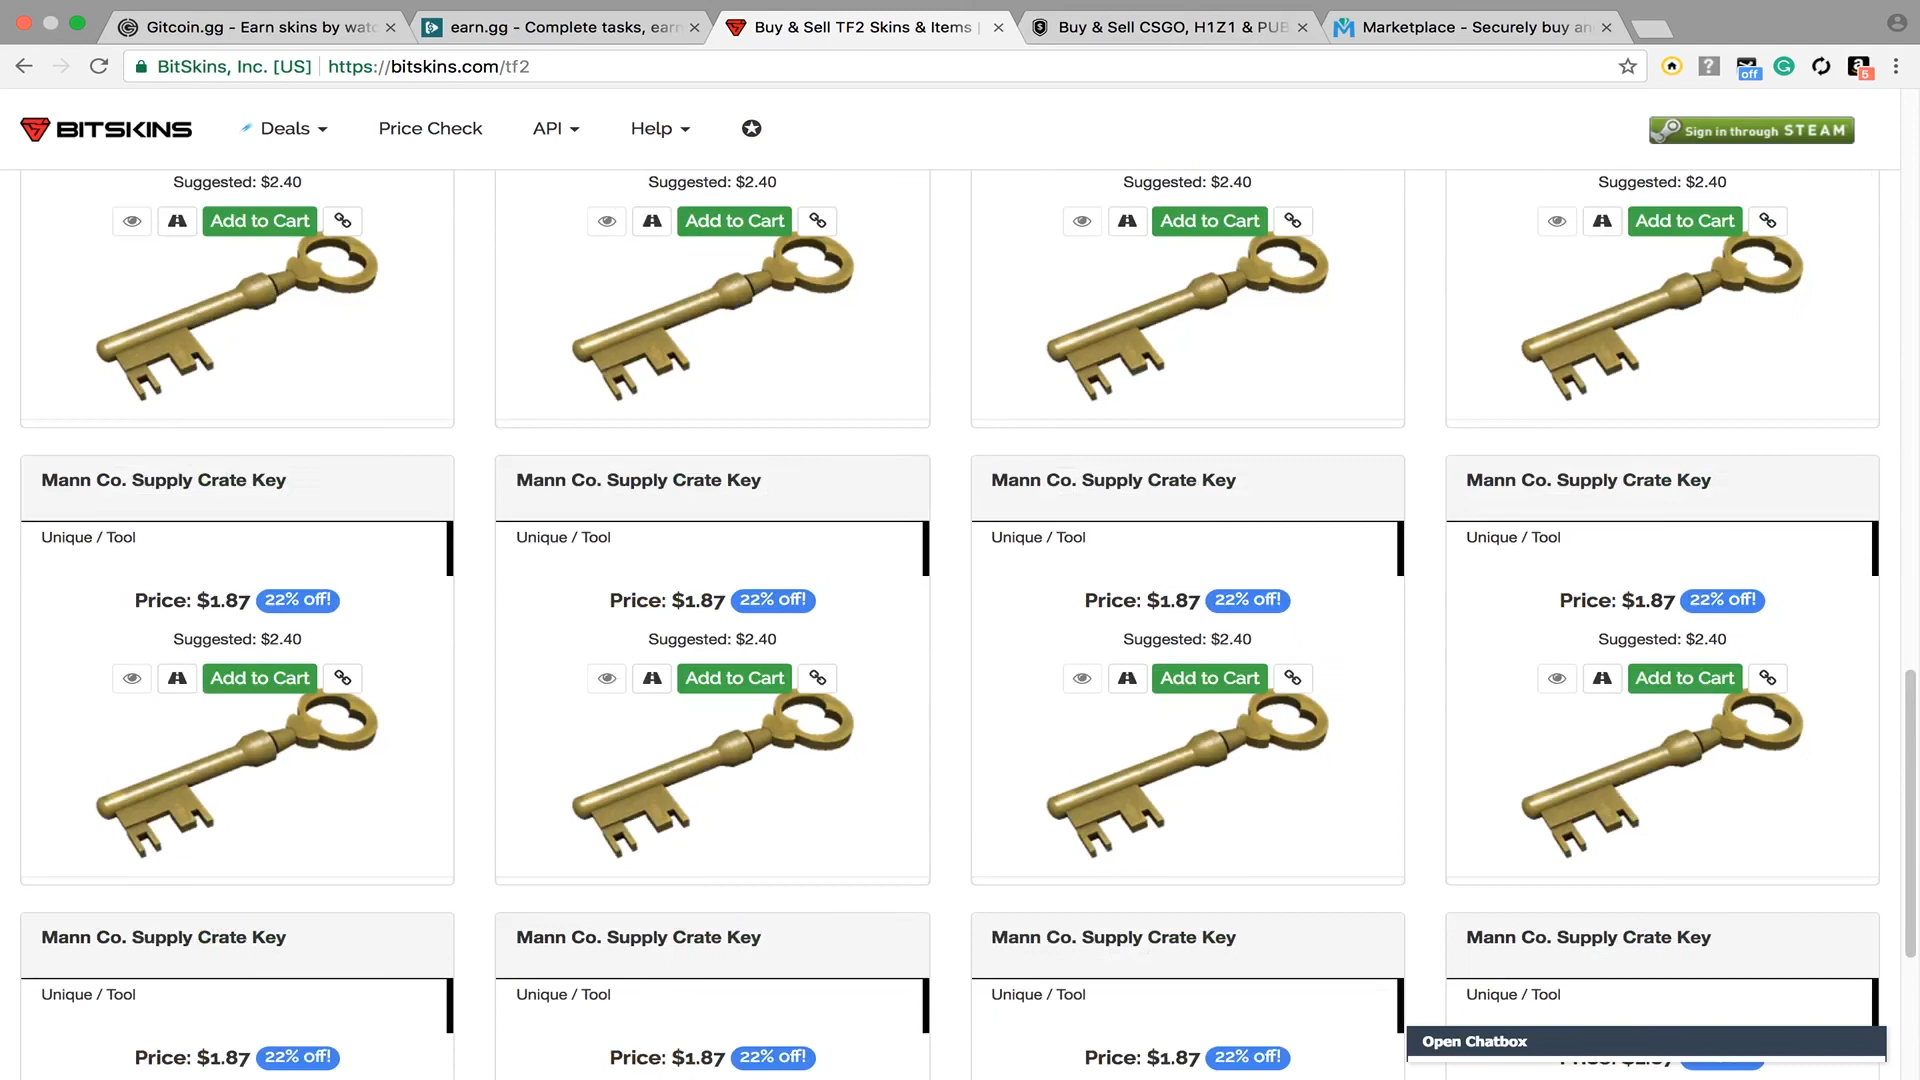 Gitcoin.gg - Earn skins by watc
earn.gg - Complete tasks, earn
Buy & Sell TF2 Skins & Items |
Buy & Sell CSGO, H1Z1 & PUB
Marketplace - Securely buy an
BitSkins, Inc. [US] https://bitskins.com/tf2
off
5
BITSKINS
Deals
Price Check
API
Help
Sign in through STEAM
Suggested: $2.40 Suggested: $2.40 Suggested: $2.40 Suggested: $2.40
Add to Cart Add to Cart Add to Cart Add to Cart
Mann Co. Supply Crate Key Mann Co. Supply Crate Key Mann Co. Supply Crate Key Mann Co. Supply Crate Key
Unique / Tool Unique / Tool Unique / Tool Unique / Tool
Price: $1.87 22% off! Price: $1.87 22% off! Price: $1.87 22% off! Price: $1.87 22% off!
Suggested: $2.40 Suggested: $2.40 Suggested: $2.40 Suggested: $2.40
Add to Cart Add to Cart Add to Cart Add to Cart
Mann Co. Supply Crate Key Mann Co. Supply Crate Key Mann Co. Supply Crate Key Mann Co. Supply Crate Key
Unique / Tool Unique / Tool Unique / Tool Unique / Tool
Price: $1.87 22% off! Price: $1.87 22% off! Price: $1.87 22% off!
Open Chatbox